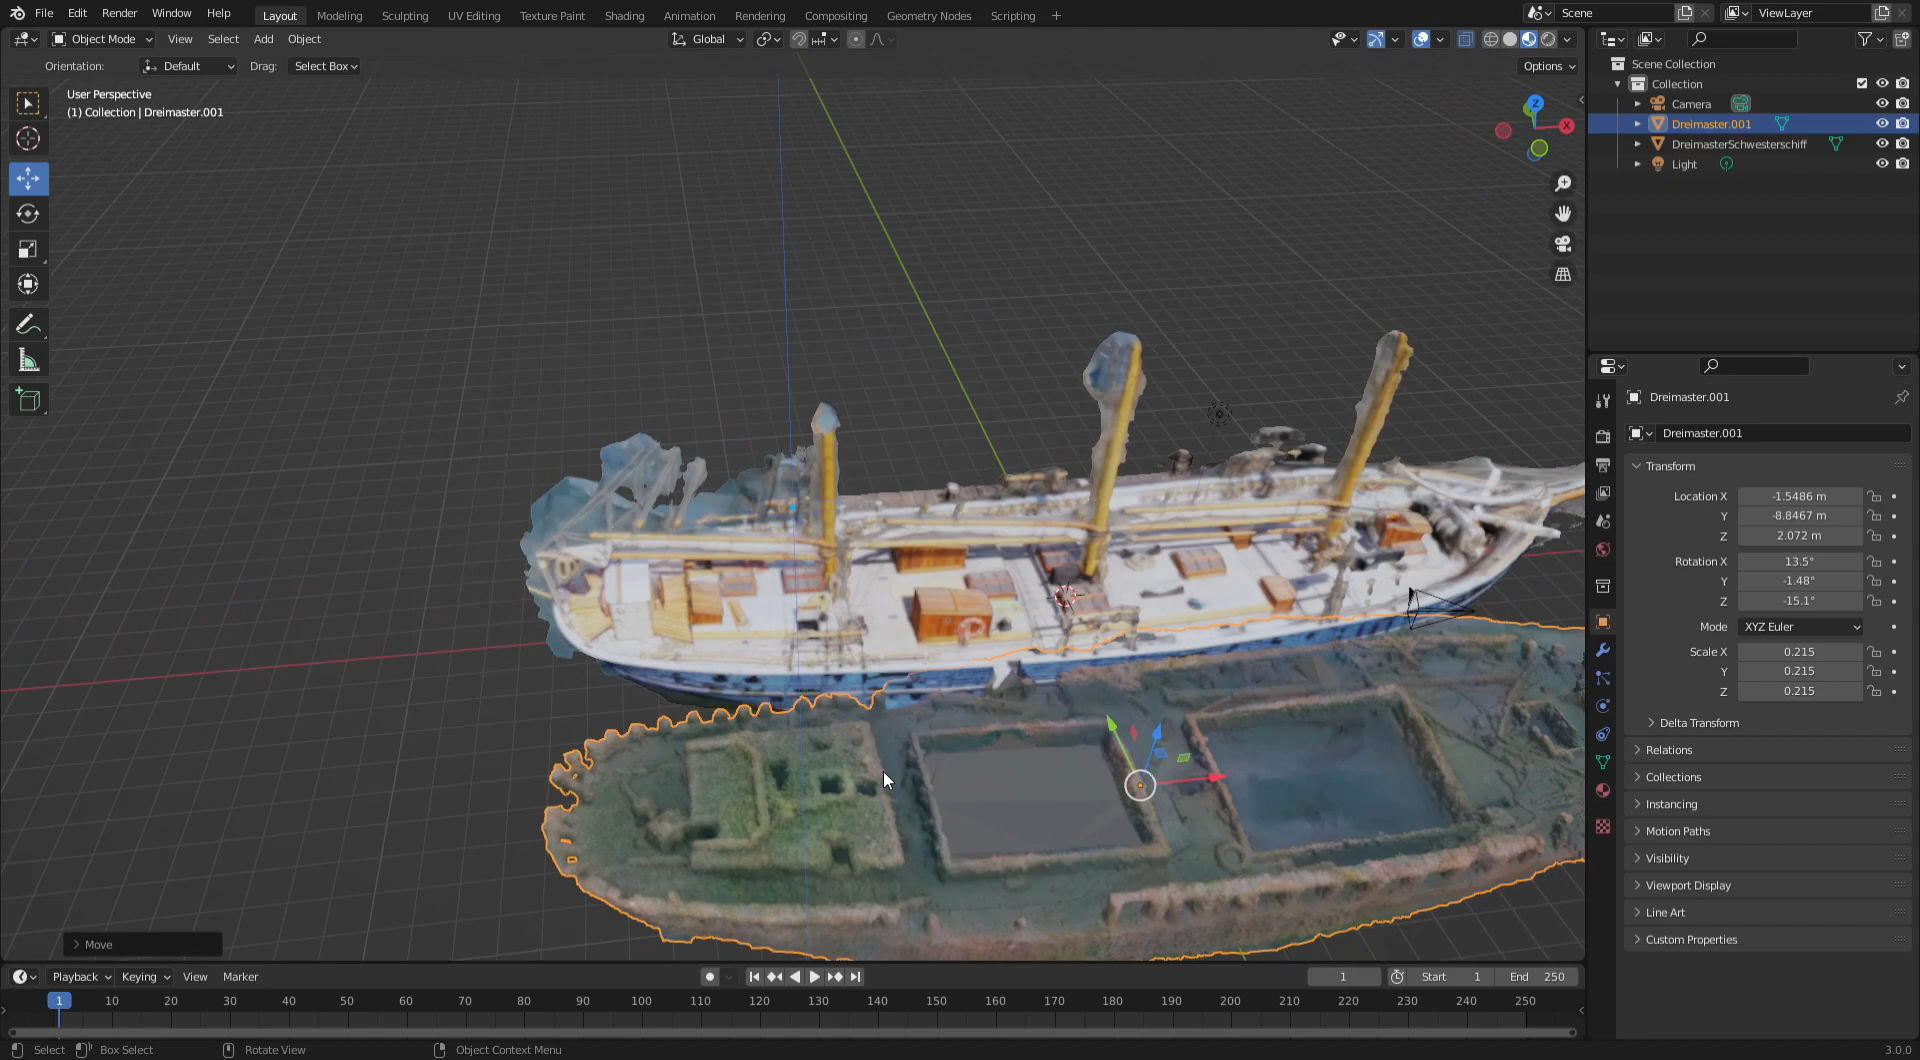 File Edit Render Window Help Layout Modeling Sculpting UV Editing Texture Paint Shading Animation Rendering Compositing Geometry Nodes Scripting + Scene ViewLayer
Object Mode View Select Add Object Global
Orientation: Default Drag: Select Box Options
User Perspective
(1) Collection | Dreimaster.001
Z
X
Move
Scene Collection
Collection
Camera
Dreimaster.001
DreimasterSchwesterschiff
Light
Dreimaster.001
Dreimaster.001
Transform
Location X -1.5486 m
Y -8.8467 m
Z 2.072 m
Rotation X 13.5°
Y -1.48°
Z -15.1°
Mode XYZ Euler
Scale X 0.215
Y 0.215
Z 0.215
Delta Transform
Relations
Collections
Instancing
Motion Paths
Visibility
Viewport Display
Line Art
Custom Properties
Playback Keying View Marker 1 Start 1 End 250
1 10 20 30 40 50 60 70 80 90 100 110 120 130 140 150 160 170 180 190 200 210 220 230 240 250
Select Box Select Rotate View Object Context Menu 3.0.0